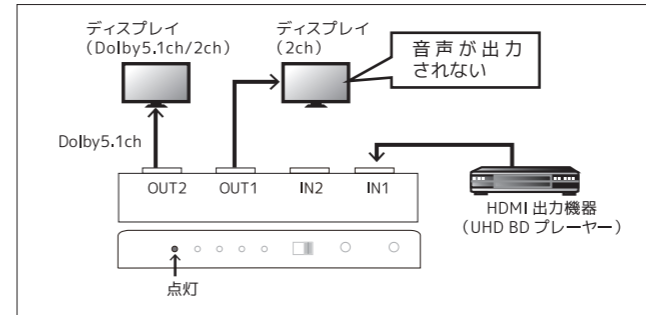 ディスプレイ
（Dolby5.1ch/2ch）
ディスプレイ
（2ch）
音声が出力
されない
Dolby5.1ch
OUT2
OUT1
IN2
IN1
HDMI 出力機器
（UHD BD プレーヤー）
点灯